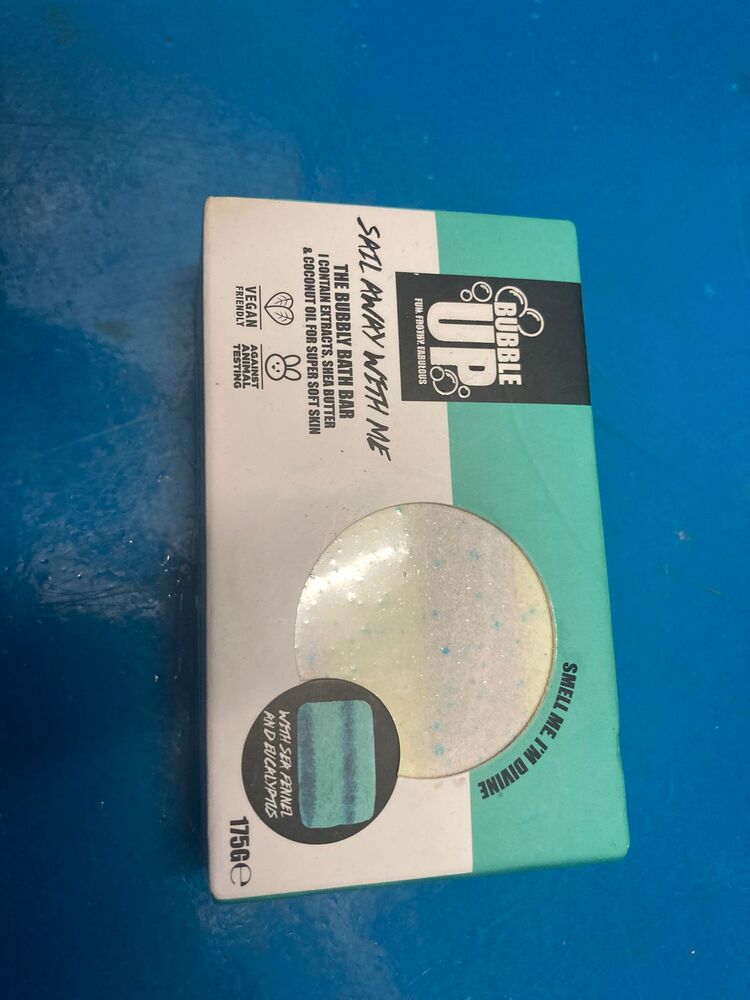 BUBBLE
UP
FUN, FROTHY, FABULOUS
SAIL AWAY WITH ME
THE BUBBLY BATH BAR
I CONTAIN EXTRACTS, SHEA BUTTER
& COCONUT OIL FOR SUPER SOFT SKIN
VEGAN
FRIENDLY
AGAINST
ANIMAL
TESTING
SMELL ME, I'M DIVINE
WITH SEA FENNEL
AND EUCALYPTUS
175G℮